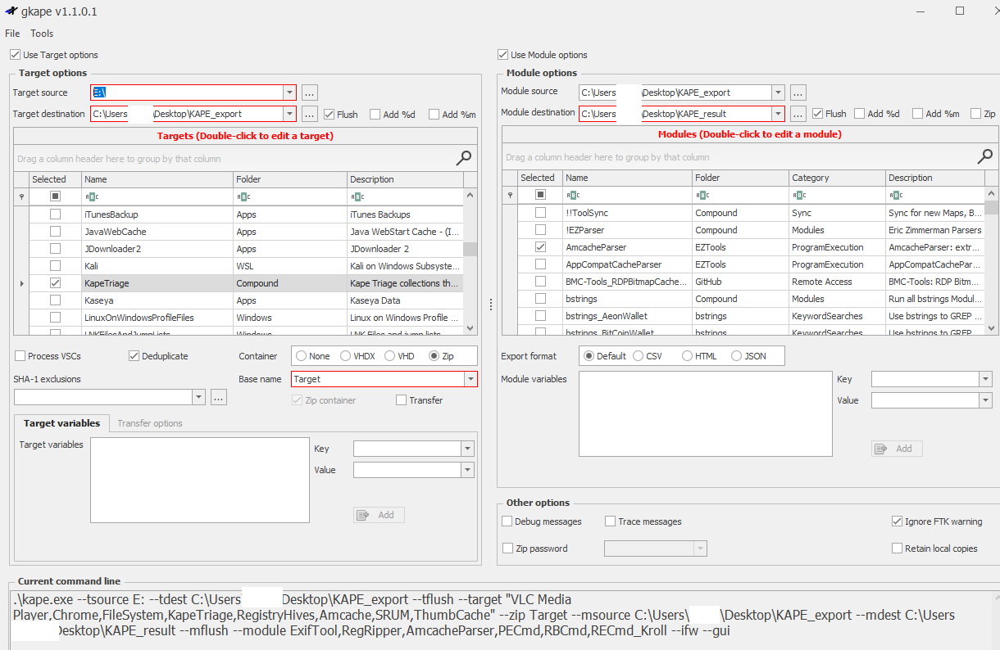 gkape v1.1.0.1
File Tools
Use Target options
Target options
Target source E:\ ...
Target destination C:\Users \Desktop\KAPE_export ... Flush Add %d Add %m
Targets (Double-click to edit a target)
Drag a column header here to group by that column
Selected Name Folder Description
iTunesBackup Apps iTunes Backups
JavaWebCache Apps Java WebStart Cache - (I...
JDownloader2 Apps JDownloader 2
Kali WSL Kali on Windows Subsyste...
KapeTriage Compound Kape Triage collections th...
Kaseya Apps Kaseya Data
LinuxOnWindowsProfileFiles Windows Linux on Windows Profile ...
LNKFilesAndJumpLists Windows LNK Files and jump lists
Process VSCs Deduplicate Container None VHDX VHD Zip
SHA-1 exclusions Base name Target
... Zip container Transfer
Target variables Transfer options
Target variables Key
Value
Add
Use Module options
Module options
Module source C:\Users \Desktop\KAPE_export ...
Module destination C:\Users \Desktop\KAPE_result ... Flush Add %d Add %m Zip
Modules (Double-click to edit a module)
Drag a column header here to group by that column
Selected Name Folder Category Description
!!ToolSync Compound Sync Sync for new Maps, B...
!EZParser Compound Modules Eric Zimmerman Parsers
AmcacheParser EZTools ProgramExecution AmcacheParser: extr...
AppCompatCacheParser EZTools ProgramExecution AppCompatCachePar...
BMC-Tools_RDPBitmapCache... GitHub Remote Access BMC-Tools: RDP Bitm...
bstrings Compound Modules Run all bstrings Modul...
bstrings_AeonWallet bstrings KeywordSearches Use bstrings to GREP ...
bstrings_BitCoinWallet bstrings KeywordSearches Use bstrings to GREP
Export format Default CSV HTML JSON
Module variables Key
Value
Add
Other options
Debug messages Trace messages Ignore FTK warning
Zip password Retain local copies
Current command line
.\kape.exe --tsource E: --tdest C:\Users\ Desktop\KAPE_export --tflush --target "VLC Media
Player,Chrome,FileSystem,KapeTriage,RegistryHives,Amcache,SRUM,ThumbCache" --zip Target --msource C:\Users\ \Desktop\KAPE_export --mdest C:\Users
Desktop\KAPE_result --mflush --module ExifTool,RegRipper,AmcacheParser,PECmd,RBCmd,RECmd_Kroll --ifw --gui